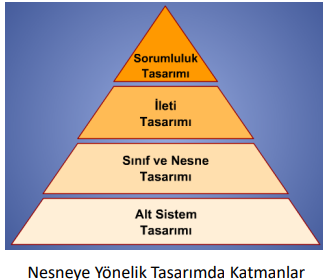 Sorumluluk
Tasarımı
İleti
Tasarımı
Sınıf ve Nesne
Tasarımı
Alt Sistem
Tasarımı
Nesneye Yönelik Tasarımda Katmanlar